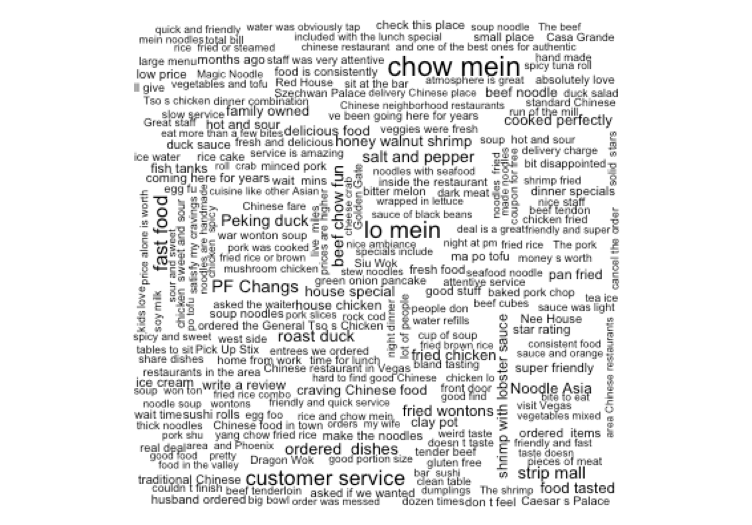 quick and friendly
water was obviously tap
check this place
soup noodle
The beef
mein noodles
total bill
included with the lunch special
small place
Casa Grande
rice
fried or steamed
chinese restaurant
and one of the best ones for authentic
large menu
months ago
staff was very attentive
chow mein
hand made
spicy tuna roll
low price
Magic Noodle
food is consistently
ll give
vegetables and tofu
Red House
sit at the bar
atmosphere is great
absolutely love
Szechwan Palace
delivery
Chinese place
beef noodle
duck salad
Tso s chicken
dinner combination
Chinese neighborhood restaurants
standard Chinese
slow service
family owned
ve been going here for years
run of the mill
cooked perfectly
Great staff
hot and sour
eat more than a few bites
delicious food
veggies were fresh
duck sauce
fresh and delicious
honey walnut shrimp
soup
hot and sour
delivery charge
solid
stars
ice water
rice cake
service is amazing
salt and pepper
bit disappointed
fish tanks
roll
crab
minced pork
noodles with seafood
noodles
fried
made noodles
coupon for free
coming here for years
wait
mins
inside the restaurant
shrimp fried
egg fu
cuisine like other Asian
bitter melon
dark meat
dinner specials
wrapped in lettuce
nice staff
beef tendon
chicken fried
price alone is worth
kids love
fast food
sour and sweet
chicken
sweet and sour
satisfy my cravings
po tofu
noodles are handmade
chicken
spicy
Chinese fare
live
miles
prices are higher
beef chow fun
cheese crab
Golden Gate
sauce of black beans
Peking duck
lo mein
deal is a great
friendly and super b
war wonton soup
nice ambiance
night at pm
fried rice
The pork
cancel the order
pork was cooked
specials include
ma po tofu
money s worth
fried rice or brown
Siu Wok
mushroom chicken
stew noodles
fresh food
seafood noodle
pan fried
green onion pancake
attentive service
PF Changs
house special
good stuff
baked pork chop
soy milk
asked the waiter
house chicken
people don
beef cubes
tea ice
sauce was light
soup noodles
pork slices
rock cod
lot of people
night dinner
water refills
Nee House
ordered the General Tso s Chicken
star rating
spicy and sweet
west side
roast duck
cup of soup
consistent food
tables to sit
Pick Up Stix
entrees we ordered
fried brown rice
sauce and orange
share dishes
home from work
time for lunch
fried chicken
shrimp with lobster sauce
restaurants in the area
Chinese restaurant in Vegas
bland tasting
super friendly
area Chinese restaurants
ice cream
write a review
hard to find good Chinese
chicken lo
soup
won ton
fried rice combo
craving Chinese food
front door
Noodle Asia
good find
bite to eat
noodle soup
wontons
friendly and quick service
visit Vegas
wait time
sushi rolls
egg foo
rice and chow mein
fried wontons
vegetables mixed
thick noodles
Chinese food in town
orders
my wife
clay pot
pork shu
yang chow fried rice
make the noodles
weird taste
ordered
items
real deal
area
and Phoenix
ordered
dishes
doesn t taste
friendly and fast
good food
pretty
tender beef
taste doesn
food in the valley
Dragon Wok
good portion size
gluten free
pieces of meat
bar
sushi
strip mall
traditional Chinese
customer service
clean table
couldn t finish
beef tenderloin
asked if we wanted
dumplings
The shrimp
food tasted
husband ordered
big bowl
order was messed
dozen times
don t feel
Caesar s Palace